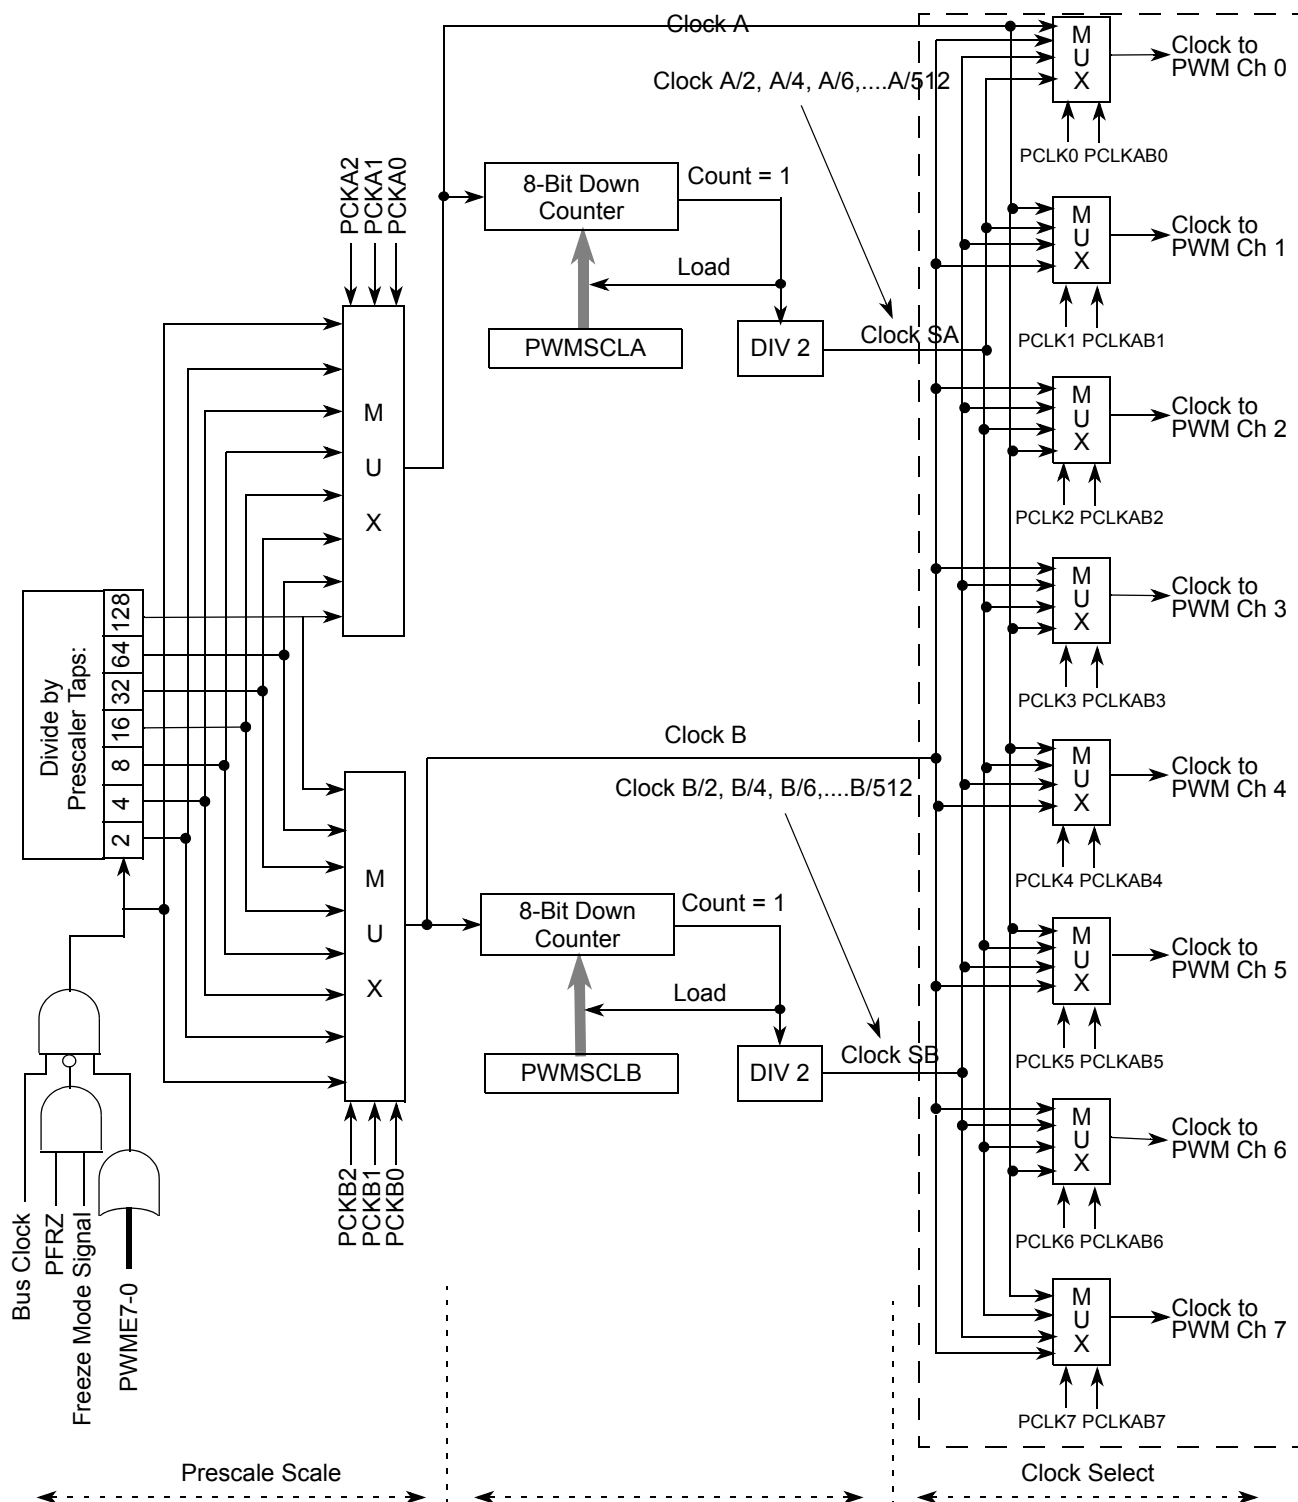 Clock A
Clock A/2, A/4, A/6,....A/512
M
U
X
Clock to
PWM Ch 0
PCLK0 PCLKAB0
PCKA2
PCKA1
PCKA0
8-Bit Down
Counter
Count = 1
Load
PWMSCLA
DIV 2
Clock SA
M
U
X
M
U
X
Clock to
PWM Ch 1
PCLK1 PCLKAB1
M
U
X
Clock to
PWM Ch 2
PCLK2 PCLKAB2
M
U
X
Clock to
PWM Ch 3
PCLK3 PCLKAB3
Divide by
Prescaler Taps:
128
64
32
16
8
4
2
Clock B
Clock B/2, B/4, B/6,....B/512
M
U
X
Clock to
PWM Ch 4
PCLK4 PCLKAB4
M
U
X
8-Bit Down
Counter
Count = 1
Load
PWMSCLB
DIV 2
Clock SB
M
U
X
Clock to
PWM Ch 5
PCLK5 PCLKAB5
M
U
X
Clock to
PWM Ch 6
PCLK6 PCLKAB6
PCKB2
PCKB1
PCKB0
Bus Clock
PFRZ
Freeze Mode Signal
PWME7-0
M
U
X
Clock to
PWM Ch 7
PCLK7 PCLKAB7
Prescale Scale
Clock Select